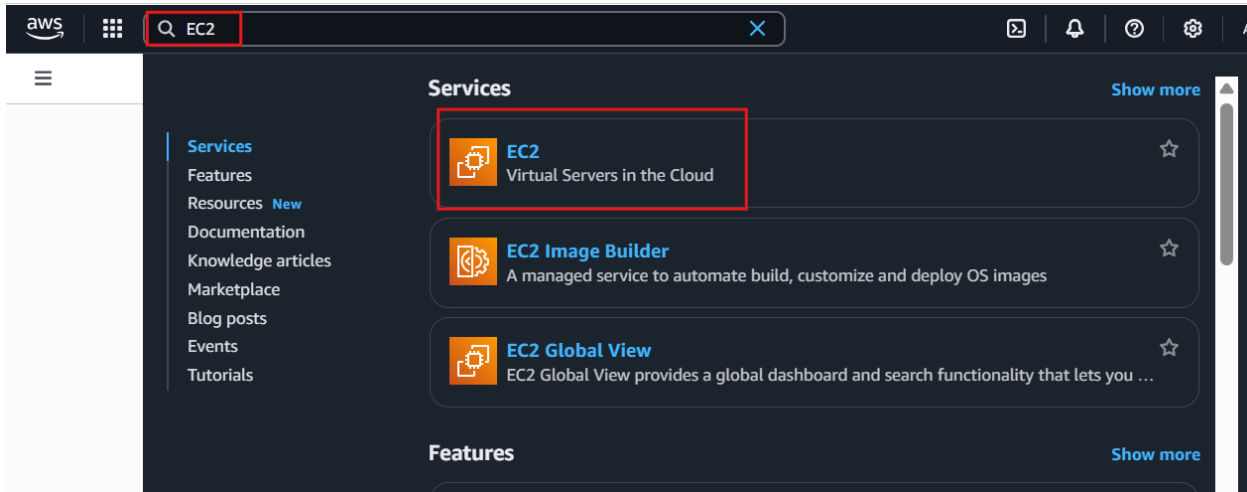 aws
EC2
Services
Features
Resources New
Documentation
Knowledge articles
Marketplace
Blog posts
Events
Tutorials
Services
Show more
EC2
Virtual Servers in the Cloud
EC2 Image Builder
A managed service to automate build, customize and deploy OS images
EC2 Global View
EC2 Global View provides a global dashboard and search functionality that lets you ...
Features
Show more